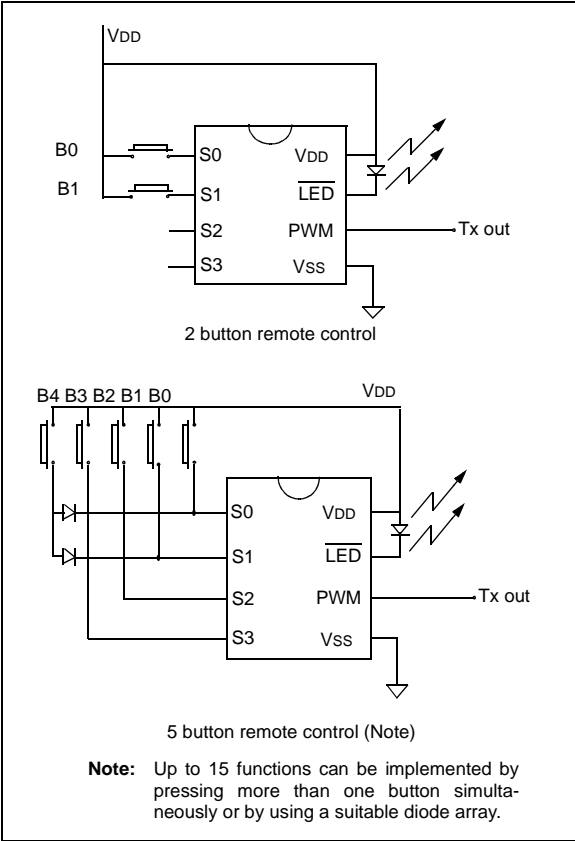 VDD
B0
B1
S0
S1
S2
S3
VDD
LED
PWM
VSS
Tx out
2 button remote control
B4 B3 B2 B1 B0
VDD
S0
S1
S2
S3
VDD
LED
PWM
VSS
Tx out
5 button remote control (Note)
Note: Up to 15 functions can be implemented by
pressing more than one button simulta-
neously or by using a suitable diode array.